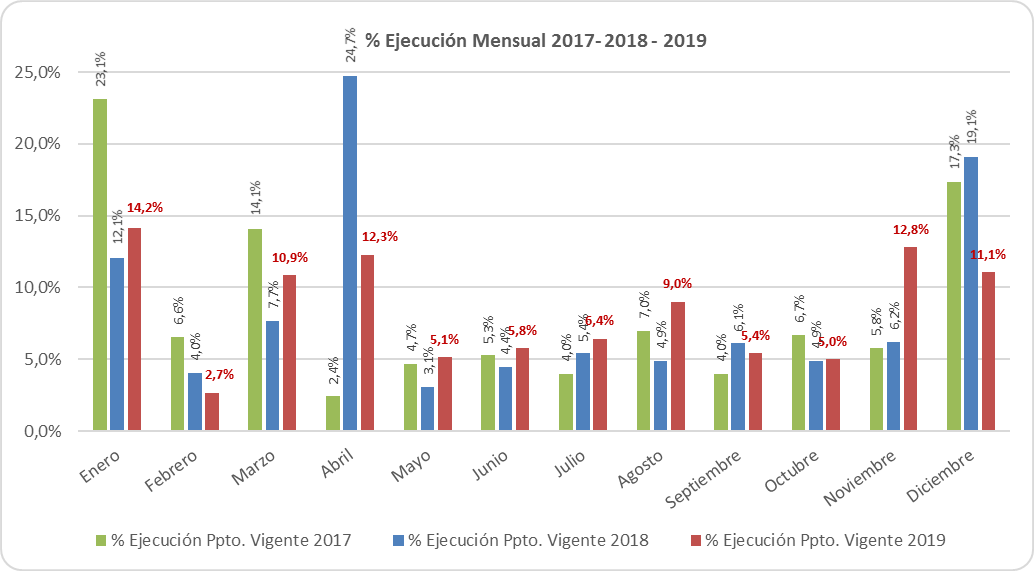 % Ejecución Mensual 2017-2018 - 2019
25,0%
20,0%
15,0%
10,0%
5,0%
0,0%
23,1%
12,1%
14,2%
6,6%
4,0%
2,7%
14,1%
7,7%
10,9%
2,4%
24,7%
12,3%
4,7%
3,1%
5,1%
5,3%
4,4%
5,8%
4,0%
5,4%
6,4%
7,0%
4,9%
9,0%
4,0%
6,1%
5,4%
6,7%
4,9%
5,0%
5,8%
6,2%
12,8%
17,3%
19,1%
11,1%
Enero
Febrero
Marzo
Abril
Mayo
Junio
Julio
Agosto
Septiembre
Octubre
Noviembre
Diciembre
% Ejecución Ppto. Vigente 2017
% Ejecución Ppto. Vigente 2018
% Ejecución Ppto. Vigente 2019